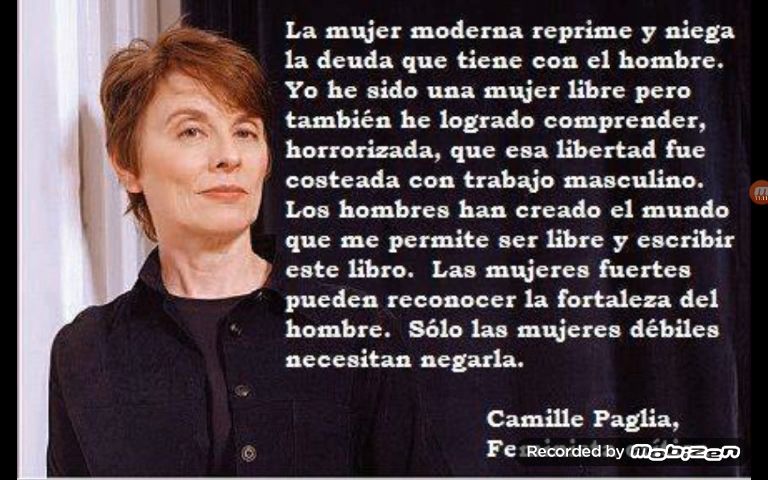 La mujer moderna reprime y niega
la deuda que tiene con el hombre.
Yo he sido una mujer libre pero
también he logrado comprender,
horrorizada, que esa libertad fue
costeada con trabajo masculino.
Los hombres han creado el mundo
que me permite ser libre y escribir
este libro. Las mujeres fuertes
pueden reconocer la fortaleza del
hombre. Sólo las mujeres débiles
necesitan negarla.
Camille Paglia,
Recorded by mobizen